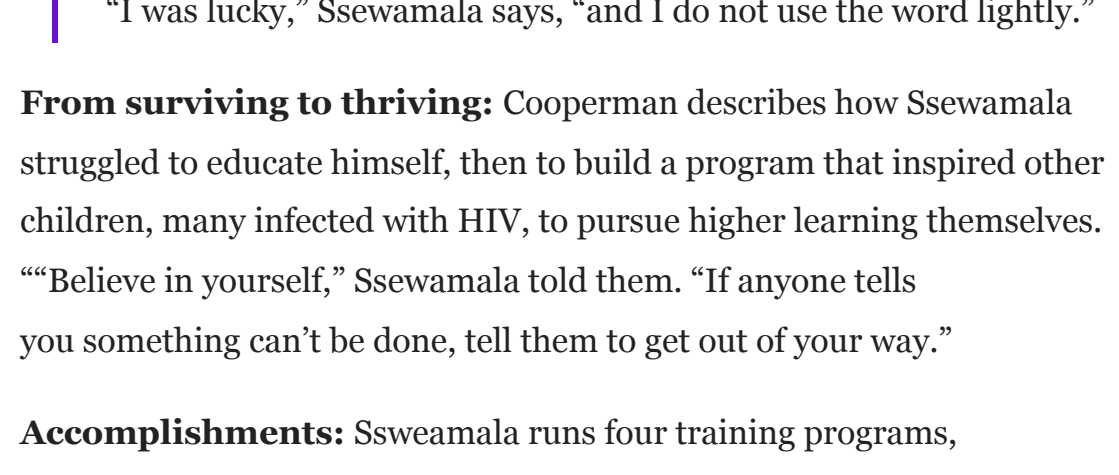 “I was lucky,” Ssewamala says, “and I do not use the word lightly.”
From surviving to thriving: Cooperman describes how Ssewamala
struggled to educate himself, then to build a program that inspired other
children, many infected with HIV, to pursue higher learning themselves.
““Believe in yourself,” Ssewamala told them. “If anyone tells
you something can’t be done, tell them to get out of your way.”
Accomplishments: Ssweamala runs four training programs,